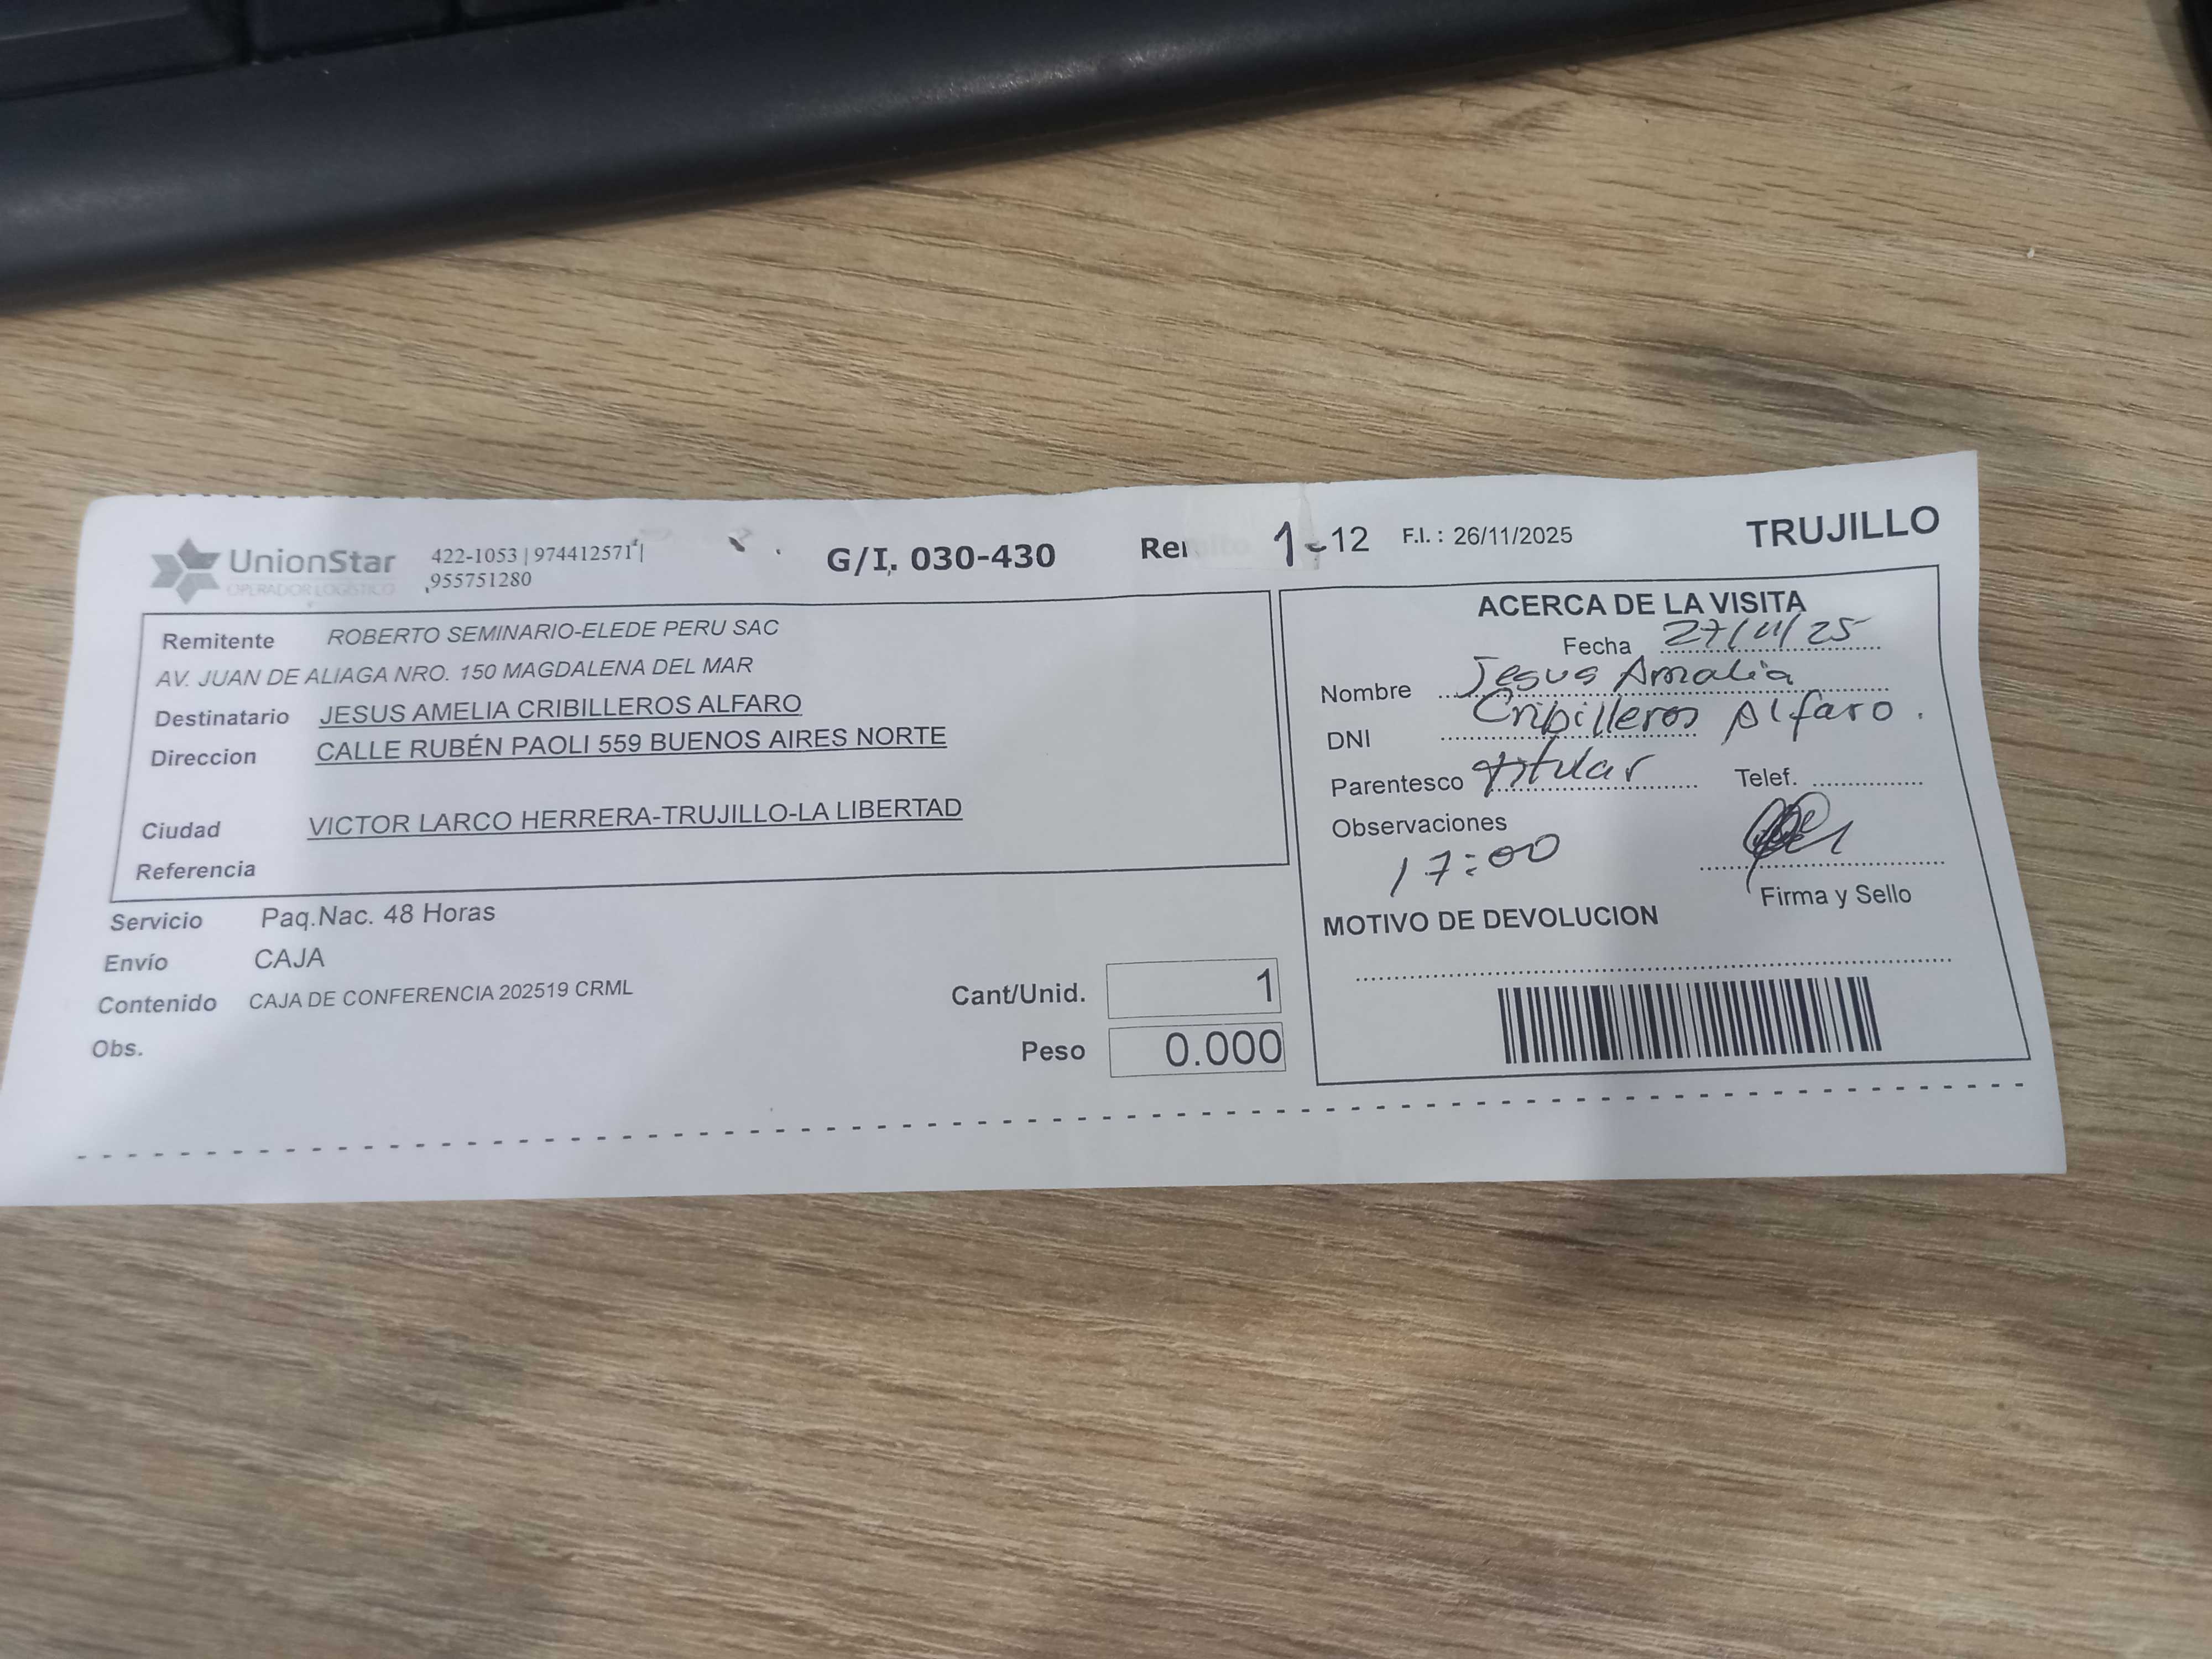 UnionStar
OPERADOR LOGÍSTICO
422-1053 | 974412571 |
955751280
G/I. 030-430
Remito 1-12
F.I. : 26/11/2025
TRUJILLO
Remitente ROBERTO SEMINARIO-ELEDE PERU SAC
AV. JUAN DE ALIAGA NRO. 150 MAGDALENA DEL MAR
Destinatario JESUS AMELIA CRIBILLEROS ALFARO
Direccion CALLE RUBÉN PAOLI 559 BUENOS AIRES NORTE
Ciudad VICTOR LARCO HERRERA-TRUJILLO-LA LIBERTAD
Referencia
Servicio Paq.Nac. 48 Horas
Envío CAJA
Contenido CAJA DE CONFERENCIA 202519 CRML
Obs.
Cant/Unid. 1
Peso 0.000
ACERCA DE LA VISITA
Fecha 27/11/25
Nombre Jesus Amalia
Cribilleros Alfaro.
DNI
Parentesco titular Telef.
Observaciones
17:00
Firma y Sello
MOTIVO DE DEVOLUCION